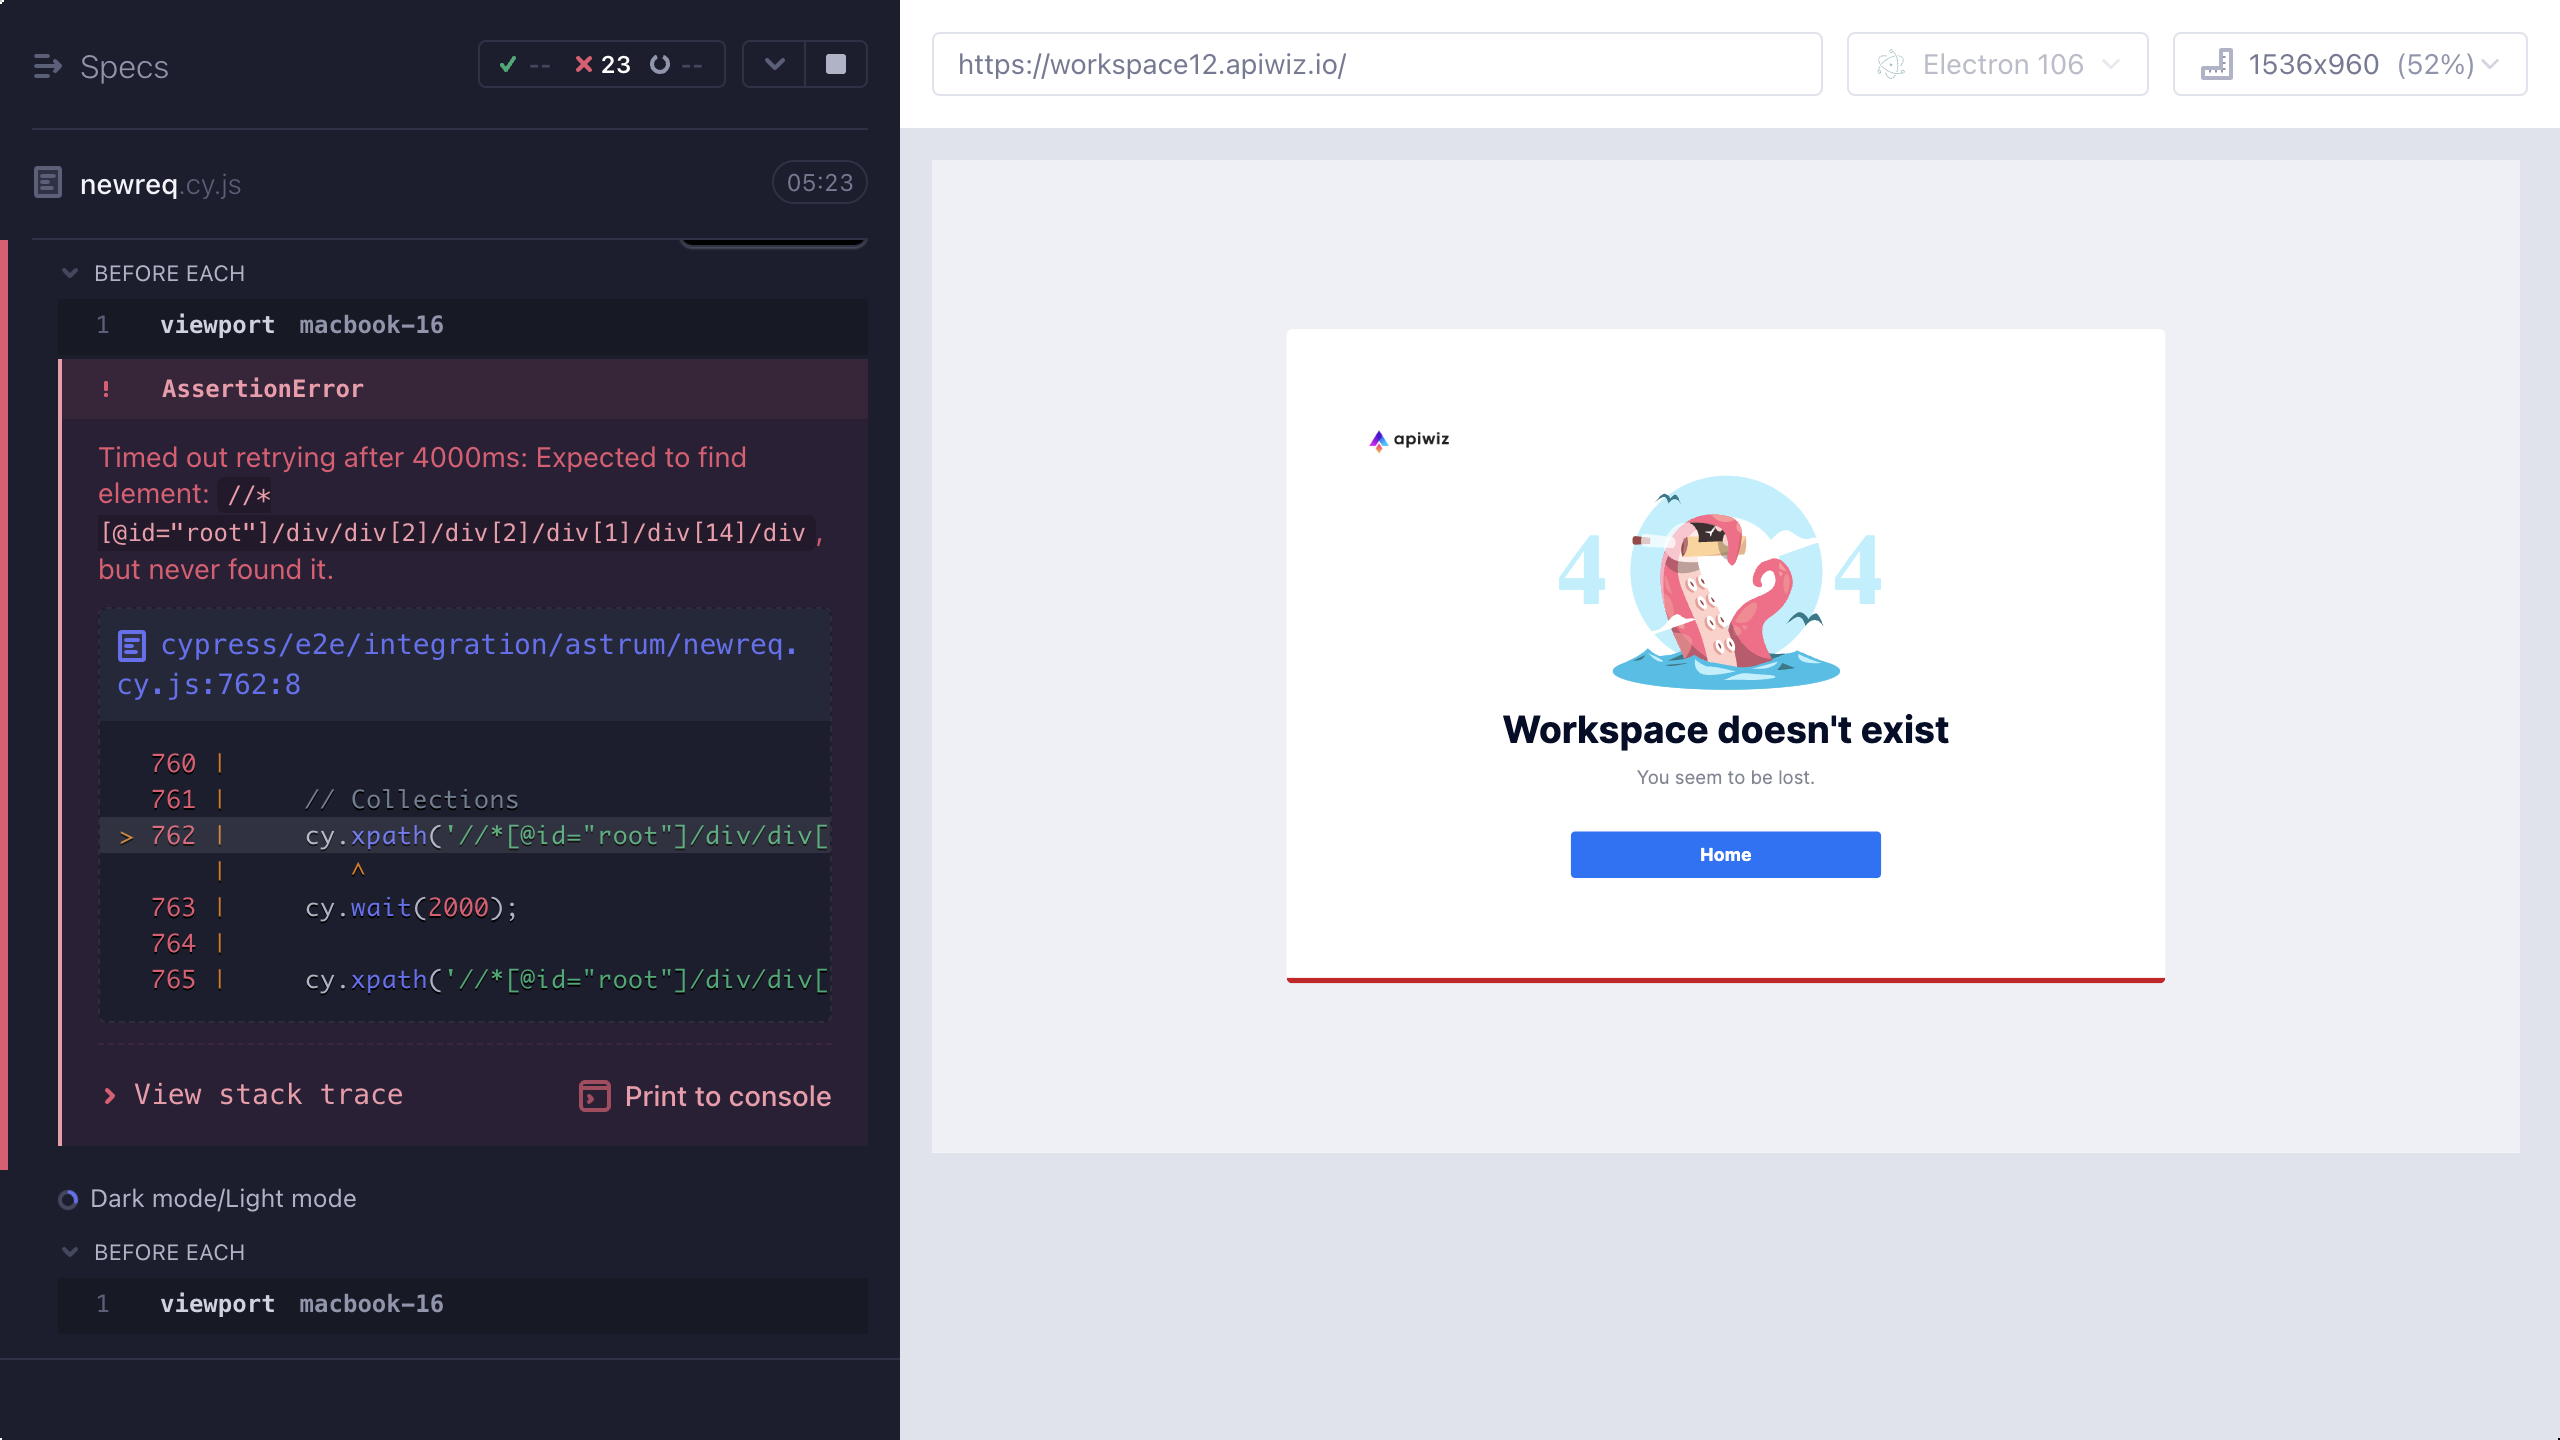 Specs
-- 23 --
newreq.cy.js
05:23
BEFORE EACH
1 viewport macbook-16
! AssertionError
Timed out retrying after 4000ms: Expected to find
element: //*
[@id="root"]/div/div[2]/div[2]/div[1]/div[14]/div,
but never found it.
cypress/e2e/integration/astrum/newreq.
cy.js:762:8
760 |
761 | // Collections
> 762 | cy.xpath('//*[@id="root"]/div/div[
| ^
763 | cy.wait(2000);
764 |
765 | cy.xpath('//*[@id="root"]/div/div[
View stack trace
Print to console
Dark mode/Light mode
BEFORE EACH
1 viewport macbook-16
https://workspace12.apiwiz.io/
Electron 106
1536x960 (52%)
apiwiz
4 4
Workspace doesn't exist
You seem to be lost.
Home